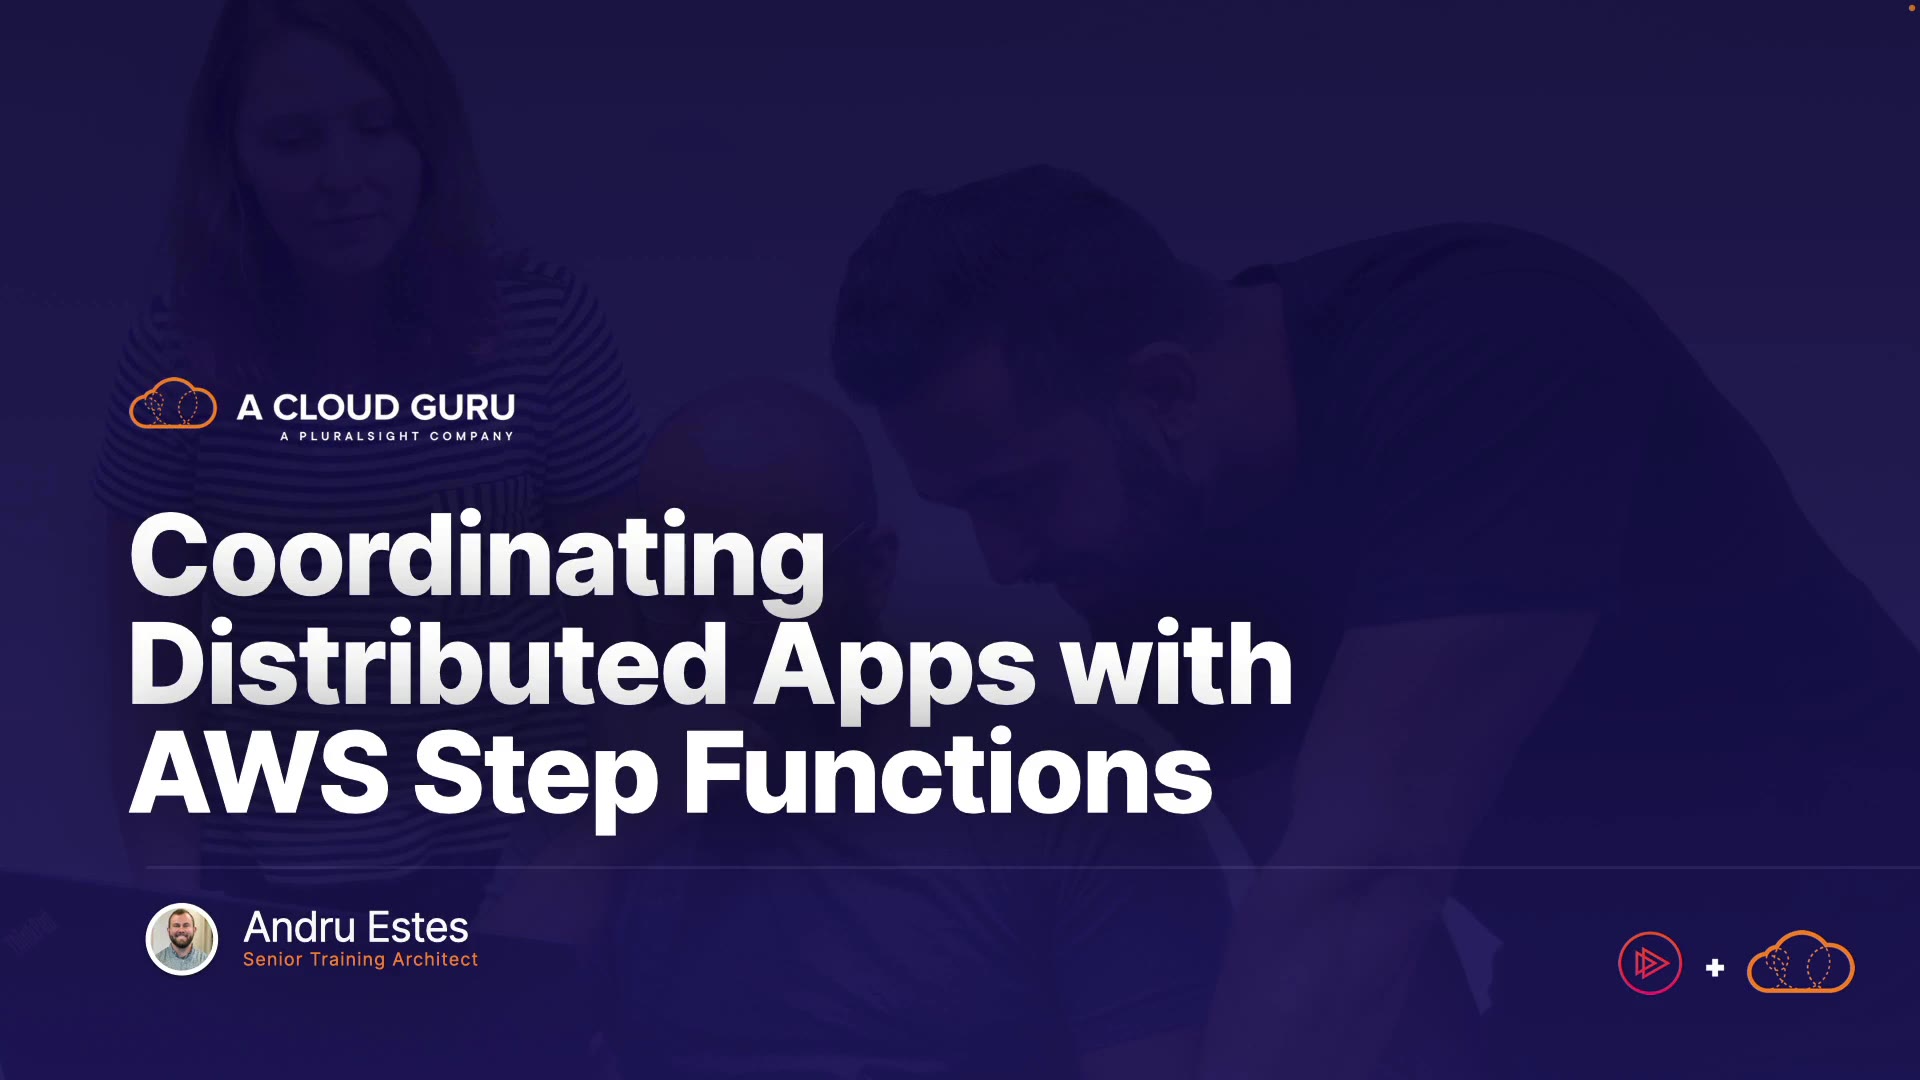 A CLOUD GURU
A PLURALSIGHT COMPANY
Coordinating
Distributed Apps with
AWS Step Functions
Andru Estes
Senior Training Architect
+